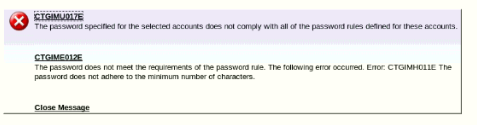 CTGIMU017E
The password specified for the selected accounts does not comply with all of the password rules defined for these accounts.
CTGIME012E
The password does not meet the requirements of the password rule. The following error occurred. Error: CTGIMH011E The
password does not adhere to the minimum number of characters.
Close Message